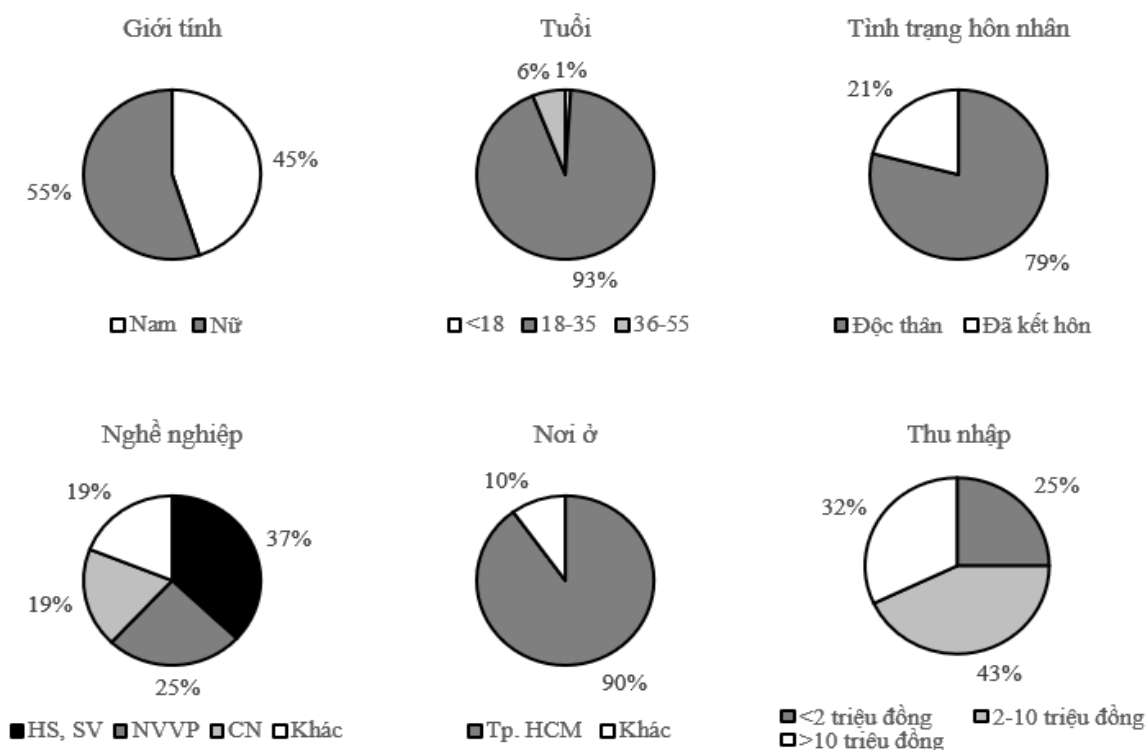 Giới tính
Tuổi
Tình trạng hôn nhân
45%
55%
6%
1%
93%
21%
79%
Nam Nữ
<18 18-35 36-55
Độc thân Đã kết hôn
Nghề nghiệp
Nơi ở
Thu nhập
19%
37%
19%
25%
10%
90%
32%
25%
43%
HS, SV NVVP CN Khác
Tp. HCM Khác
<2 triệu đồng 2-10 triệu đồng
>10 triệu đồng